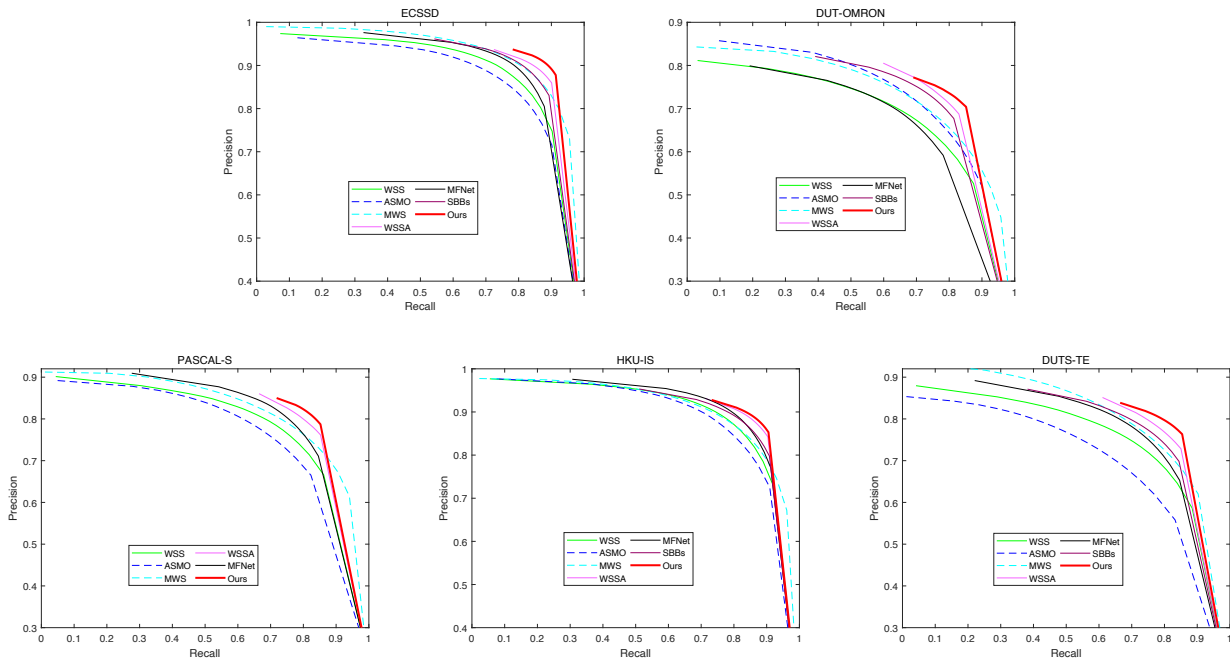 ECSSD
1
0.9
0.8
0.7
0.6
0.5
0.4
Precision
0 0.1 0.2 0.3 0.4 0.5 0.6 0.7 0.8 0.9 1
Recall
WSS MFNet
ASMO SBBs
MWS Ours
WSSA
DUT-OMRON
0.9
0.8
0.7
0.6
0.5
0.4
0.3
Precision
0 0.1 0.2 0.3 0.4 0.5 0.6 0.7 0.8 0.9 1
Recall
WSS MFNet
ASMO SBBs
MWS Ours
WSSA
PASCAL-S
0.9
0.8
0.7
0.6
0.5
0.4
0.3
Precision
0 0.1 0.2 0.3 0.4 0.5 0.6 0.7 0.8 0.9 1
Recall
WSS WSSA
ASMO MFNet
MWS Ours
HKU-IS
1
0.9
0.8
0.7
0.6
0.5
0.4
Precision
0 0.1 0.2 0.3 0.4 0.5 0.6 0.7 0.8 0.9 1
Recall
WSS MFNet
ASMO SBBs
MWS Ours
WSSA
DUTS-TE
0.9
0.8
0.7
0.6
0.5
0.4
0.3
Precision
0 0.1 0.2 0.3 0.4 0.5 0.6 0.7 0.8 0.9 1
Recall
WSS MFNet
ASMO SBBs
MWS Ours
WSSA